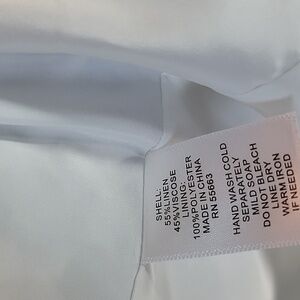 SHELL:
55%LINEN
45%VISCOSE
LINING:
100%POLYESTER
MADE IN CHINA
RN 55663
HAND WASH COLD
SEPARATELY
MILD SOAP
DO NOT BLEACH
LINE DRY
WARM IRON
IF NEEDED